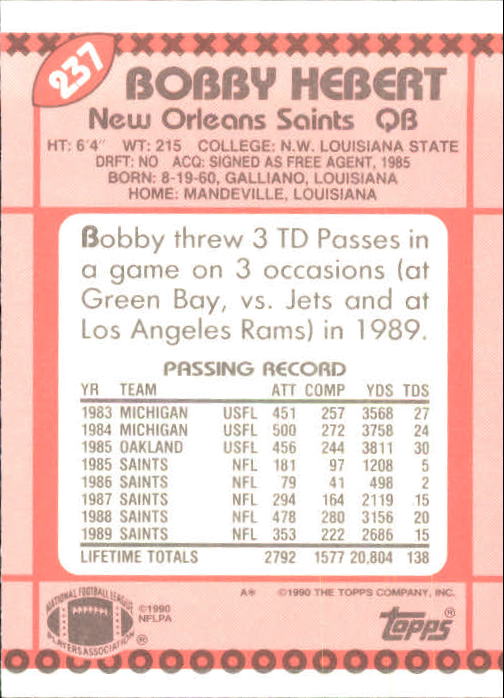 237
BOBBY HEBERT
New Orleans Saints QB
HT: 6'4" WT: 215 COLLEGE: N.W. LOUISIANA STATE
DRFT: NO ACQ: SIGNED AS FREE AGENT, 1985
BORN: 8-19-60, GALLIANO, LOUISIANA
HOME: MANDEVILLE, LOUISIANA
Bobby threw 3 TD Passes in
a game on 3 occasions (at
Green Bay, vs. Jets and at
Los Angeles Rams) in 1989.
PASSING RECORD
YR TEAM ATT COMP YDS TDS
1983 MICHIGAN USFL 451 257 3568 27
1984 MICHIGAN USFL 500 272 3758 24
1985 OAKLAND USFL 456 244 3811 30
1985 SAINTS NFL 181 97 1208 5
1986 SAINTS NFL 79 41 498 2
1987 SAINTS NFL 294 164 2119 15
1988 SAINTS NFL 478 280 3156 20
1989 SAINTS NFL 353 222 2686 15
LIFETIME TOTALS 2792 1577 20,804 138
A* ©1990 THE TOPPS COMPANY, INC.
NATIONAL FOOTBALL LEAGUE
PLAYERS ASSOCIATION ®
©1990
NFLPA
Topps®